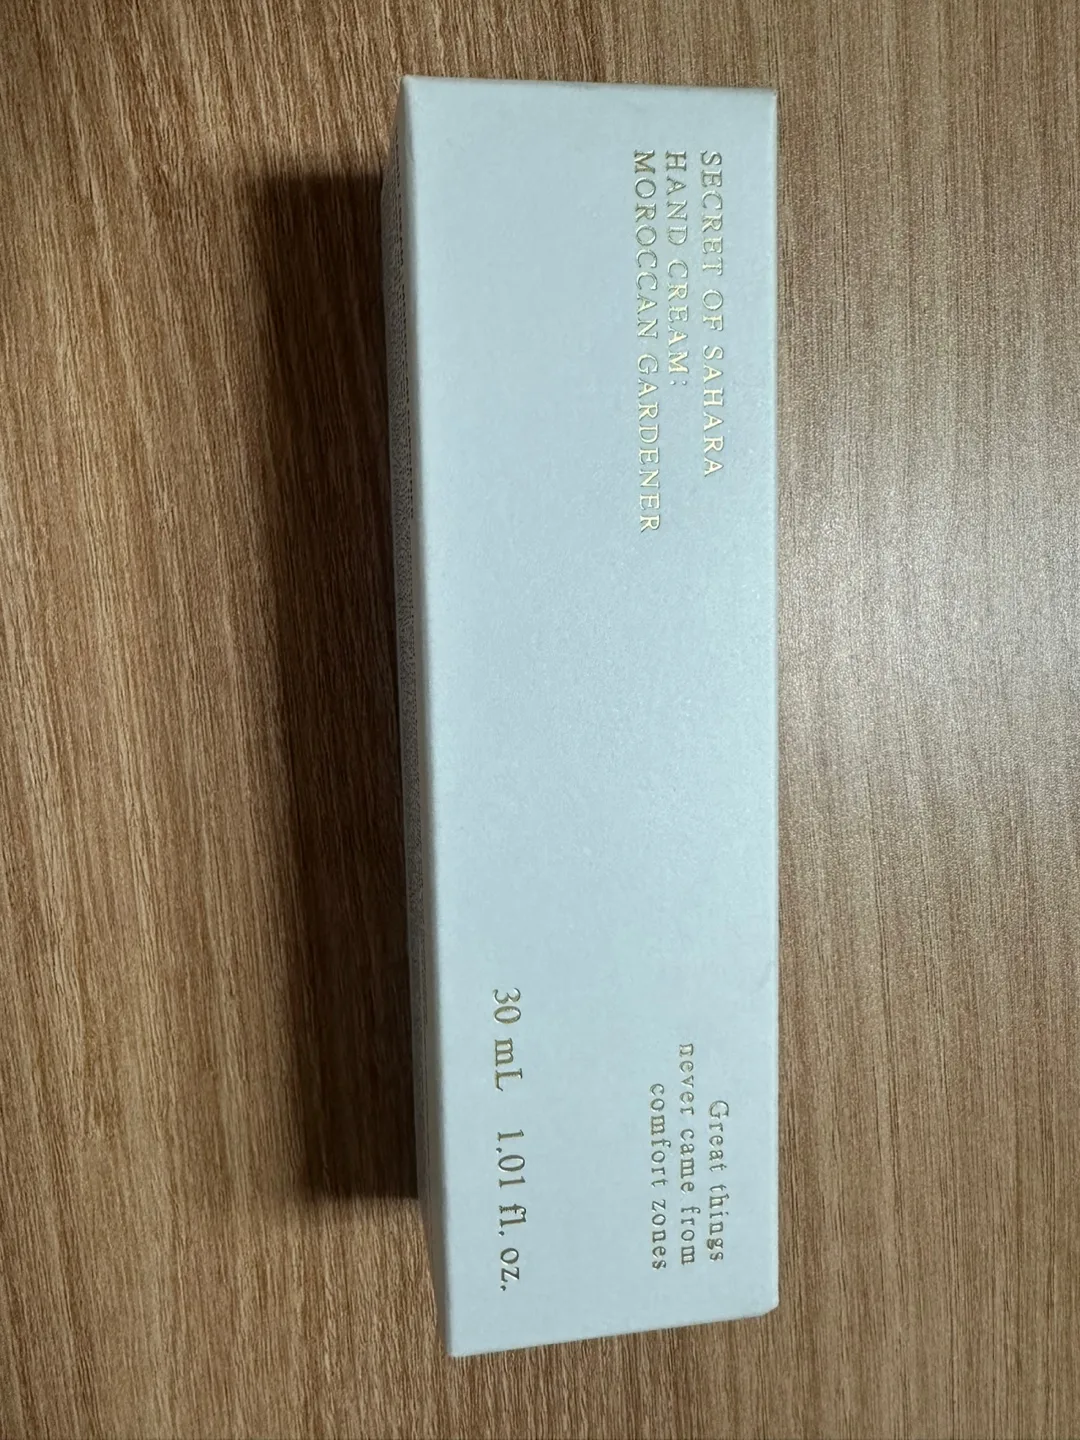 SECRET OF SAHARA
HAND CREAM:
MOROCCAN GARDENER
Great things
never came from
comfort zones
30 mL 1.01 fl. oz.